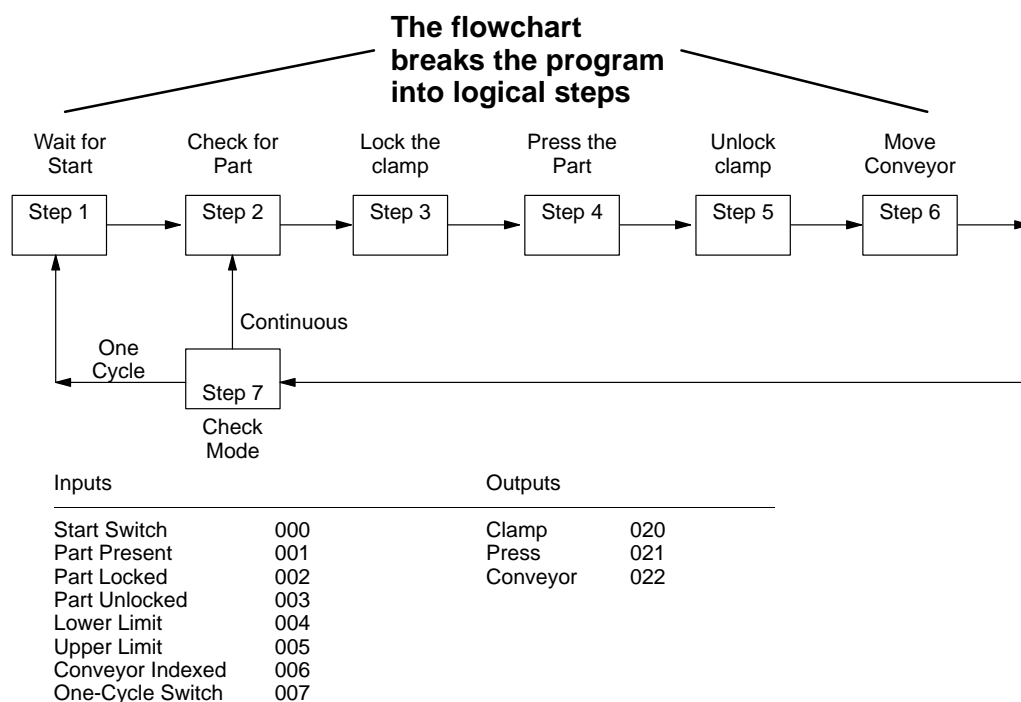 The flowchart
breaks the program
into logical steps
Wait for
Start
Check for
Part
Lock the
clamp
Press the
Part
Unlock
clamp
Move
Conveyor
Step 1
Step 2
Step 3
Step 4
Step 5
Step 6
Continuous
One
Cycle
Step 7
Check
Mode
Inputs Outputs
Start Switch 000 Clamp 020
Part Present 001 Press 021
Part Locked 002 Conveyor 022
Part Unlocked 003
Lower Limit 004
Upper Limit 005
Conveyor Indexed 006
One-Cycle Switch 007